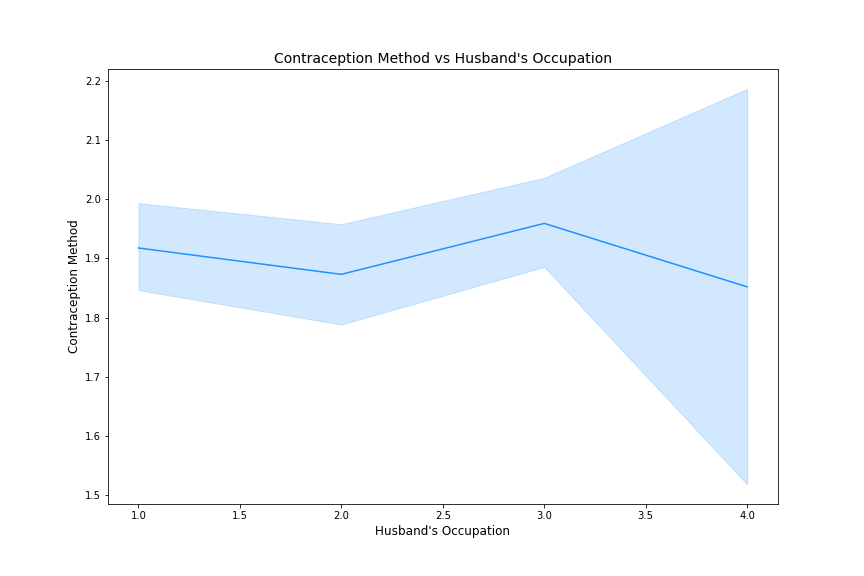 Contraception Method vs Husband's Occupation
2.2
2.1
2.0
1.9
1.8
1.7
1.6
1.5
Contraception Method
1.0 1.5 2.0 2.5 3.0 3.5 4.0
Husband's Occupation